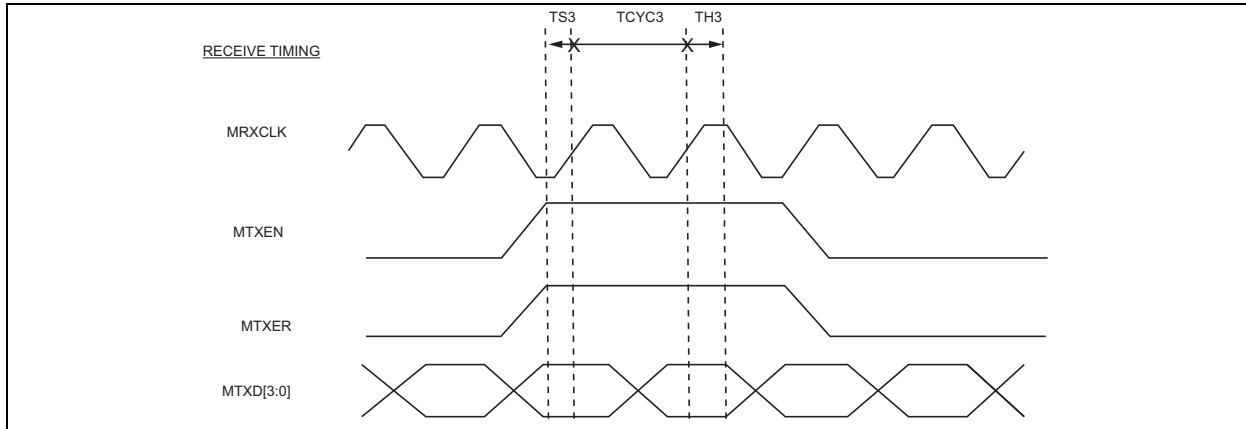 TS3 TCYC3 TH3
RECEIVE TIMING
MRXCLK
MTXEN
MTXER
MTXD[3:0]